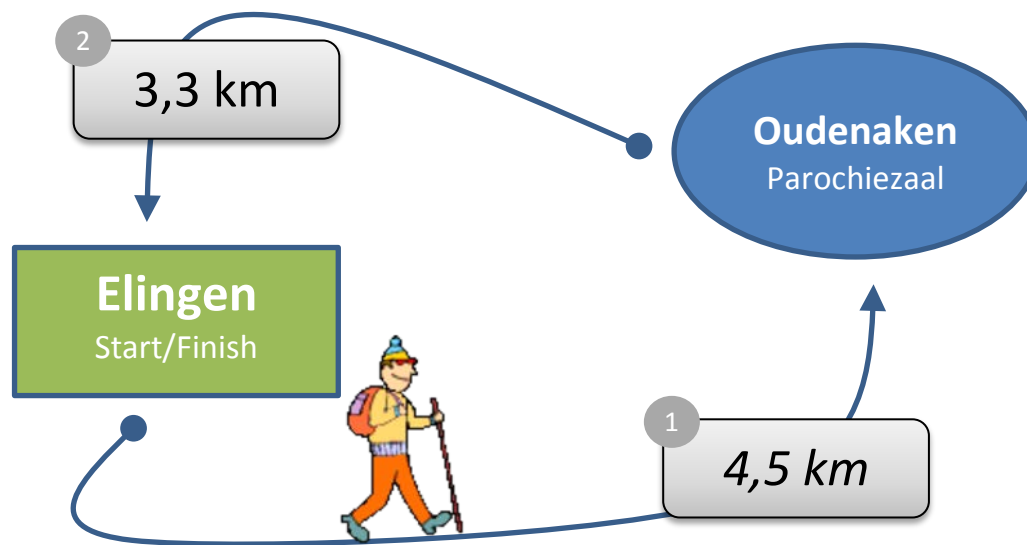 2
3,3 km
Oudenaken
Parochiezaal
Elingen
Start/Finish
1
4,5 km